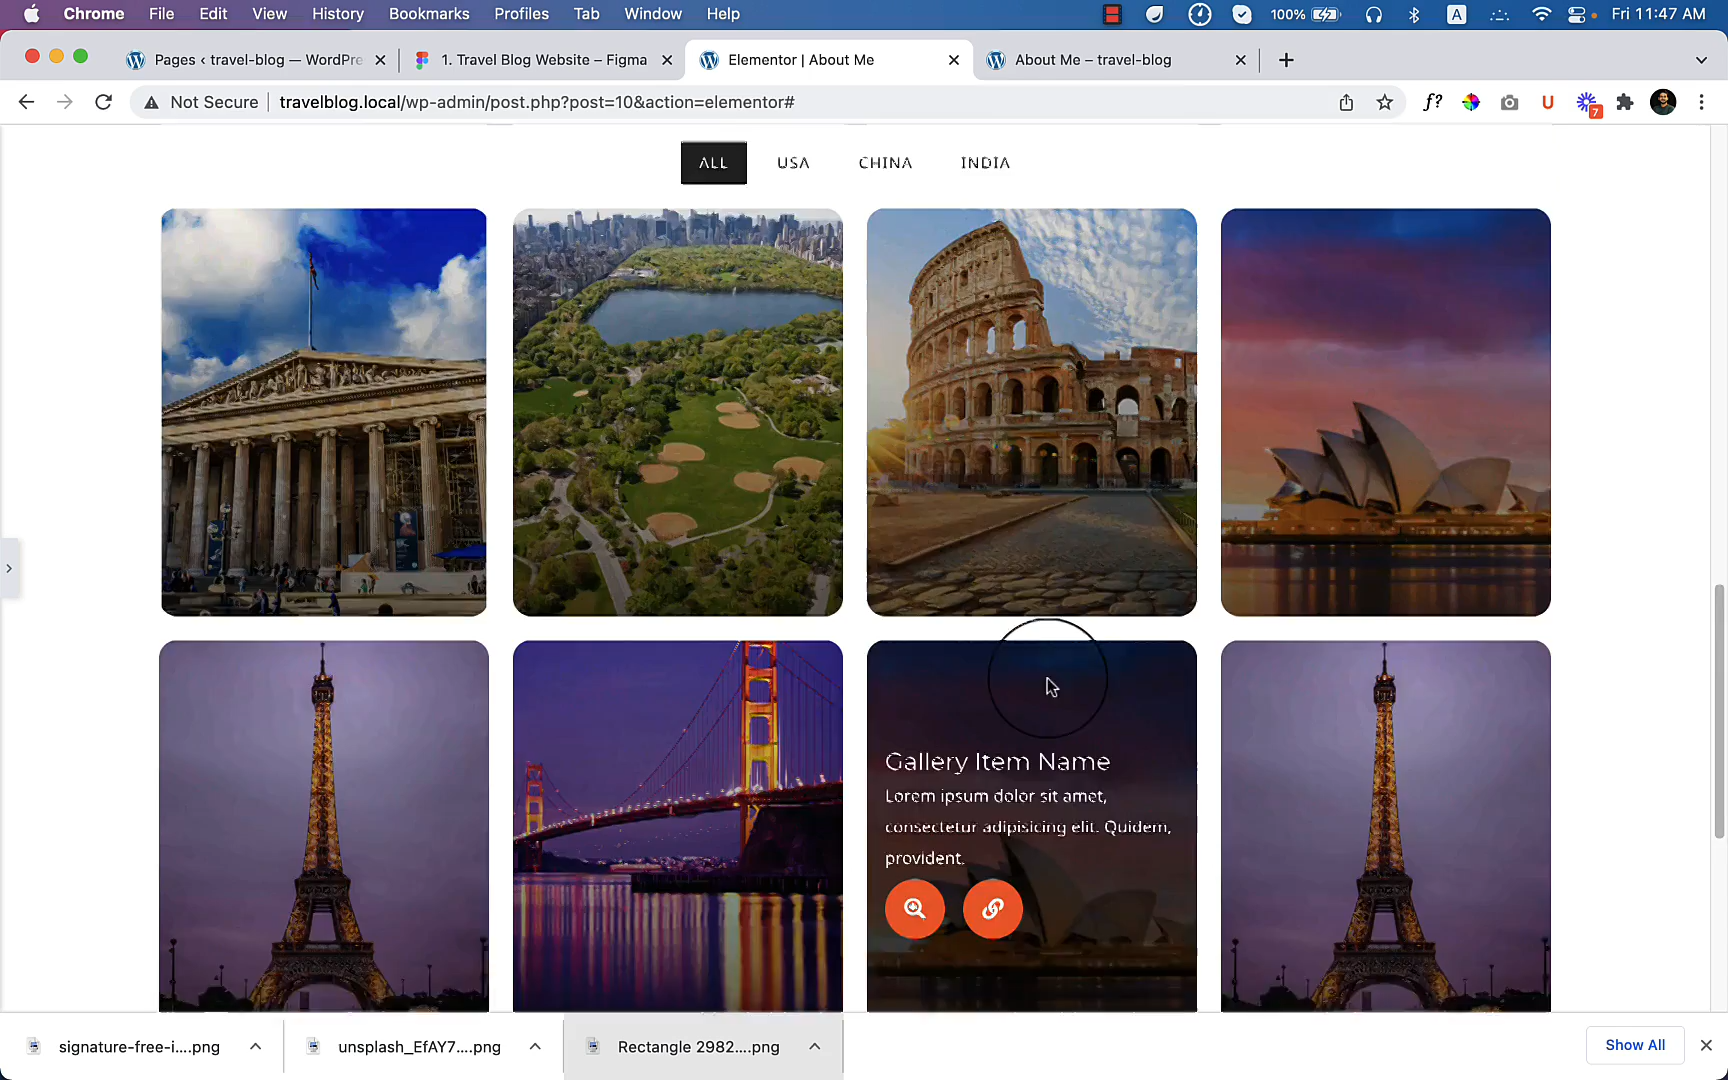 Chrome File Edit View History Bookmarks Profiles Tab Window Help 100% A Fri 11:47 AM
Pages ‹ travel-blog — WordPre
1. Travel Blog Website – Figma
Elementor | About Me
About Me – travel-blog
Not Secure travelblog.local/wp-admin/post.php?post=10&action=elementor# f? U 7
ALL USA CHINA INDIA
Gallery Item Name
Lorem ipsum dolor sit amet,
consectetur adipisicing elit. Quidem,
provident.
signature-free-i....png
unsplash_EfAY7....png
Rectangle 2982....png
Show All